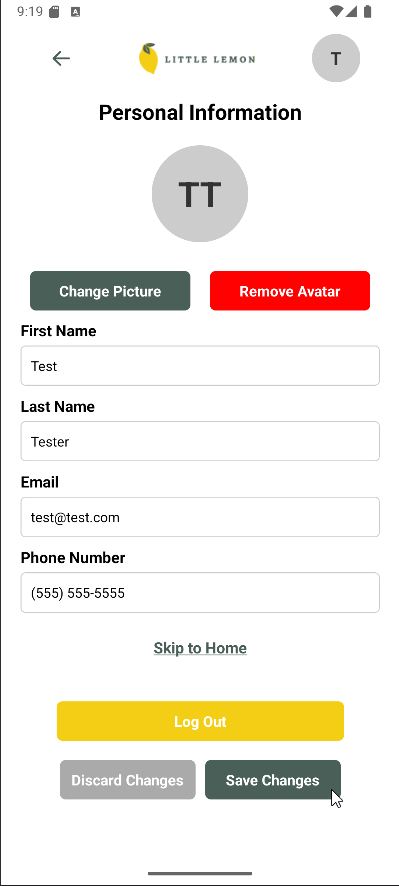 9:19 A
LITTLE LEMON T
Personal Information
TT
Change Picture Remove Avatar
First Name
Test
Last Name
Tester
Email
test@test.com
Phone Number
(555) 555-5555
Skip to Home
Log Out
Discard Changes Save Changes